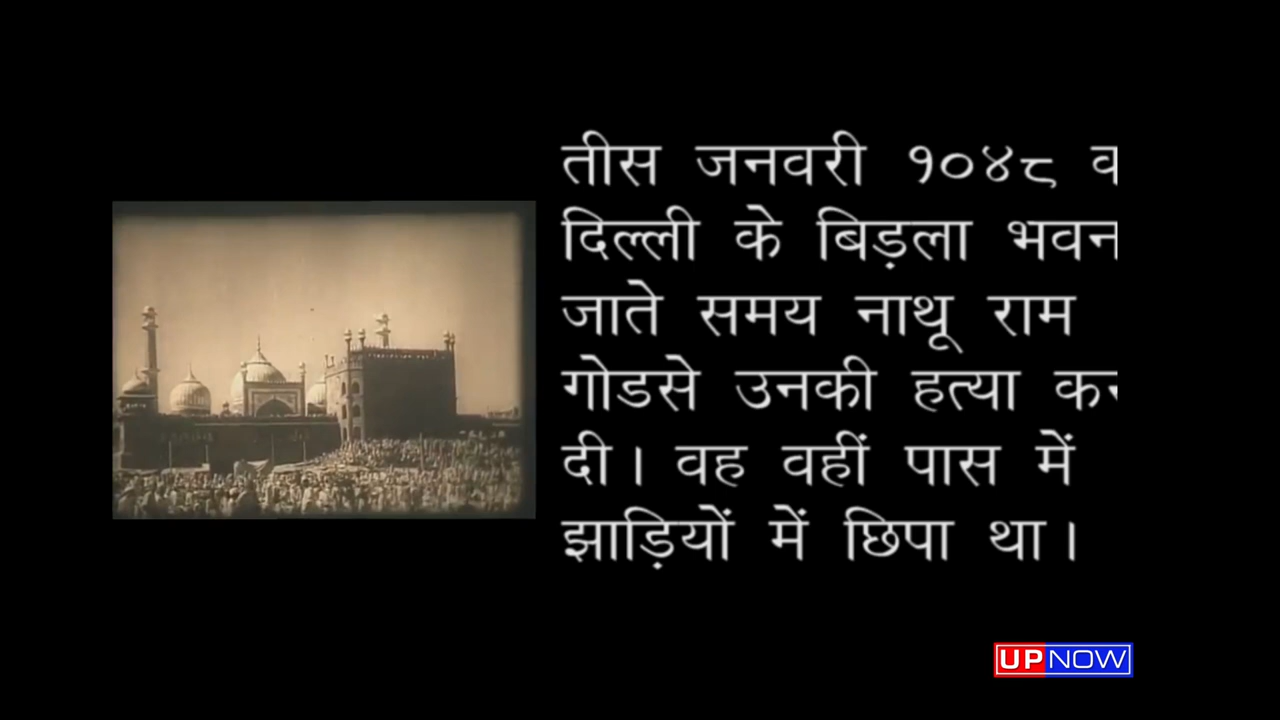 तीस जनवरी १०४८
दिल्ली के बिड़ला भवन
जाते समय नाथू राम
गोडसे उनकी हत्या
दी। वह वहीं पास में
झाड़ियों में छिपा था।
UPNOW